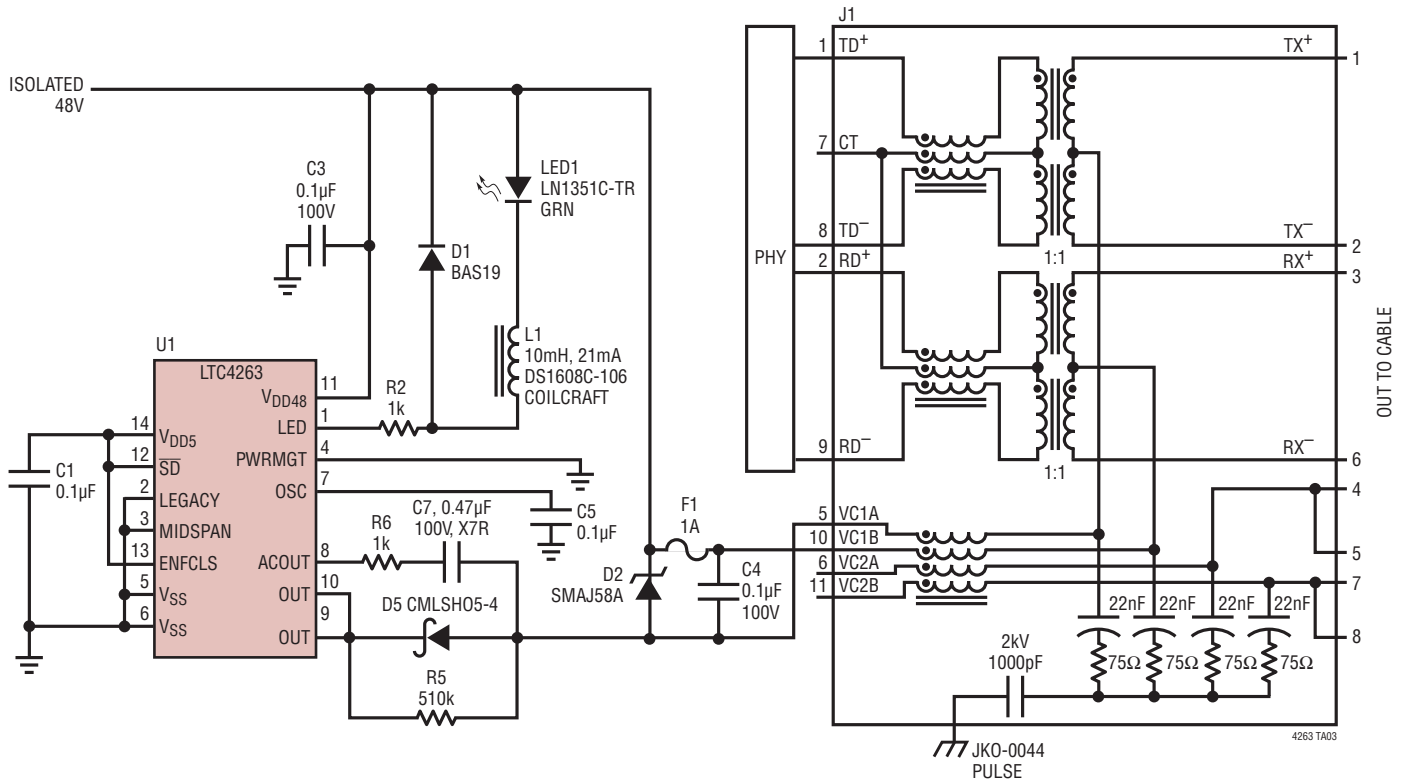 ISOLATED
48V
C3
0.1µF
100V
LED1
LN1351C-TR
GRN
D1
BAS19
L1
10mH, 21mA
DS1608C-106
COILCRAFT
R2
1k
U1
LTC4263
VDD48
11
LED
1
PWRMGT
4
OSC
7
ACOUT
8
OUT
10
OUT
9
14
VDD5
12
S̅D̅
2
LEGACY
3
MIDSPAN
13
ENFCLS
5
VSS
6
VSS
C1
0.1µF
R6
1k
C7, 0.47µF
100V, X7R
C5
0.1µF
D5 CMLSH05-4
R5
510k
D2
SMAJ58A
F1
1A
C4
0.1µF
100V
PHY
J1
1
TD+
7
CT
8
TD−
2
RD+
9
RD−
5
VC1A
10
VC1B
6
VC2A
11
VC2B
1:1
1:1
TX+
1
TX−
2
RX+
3
RX−
6
4
5
7
8
OUT TO CABLE
22nF
22nF
22nF
22nF
75Ω
75Ω
75Ω
75Ω
2kV
1000pF
JK0-0044
PULSE
4263 TA03